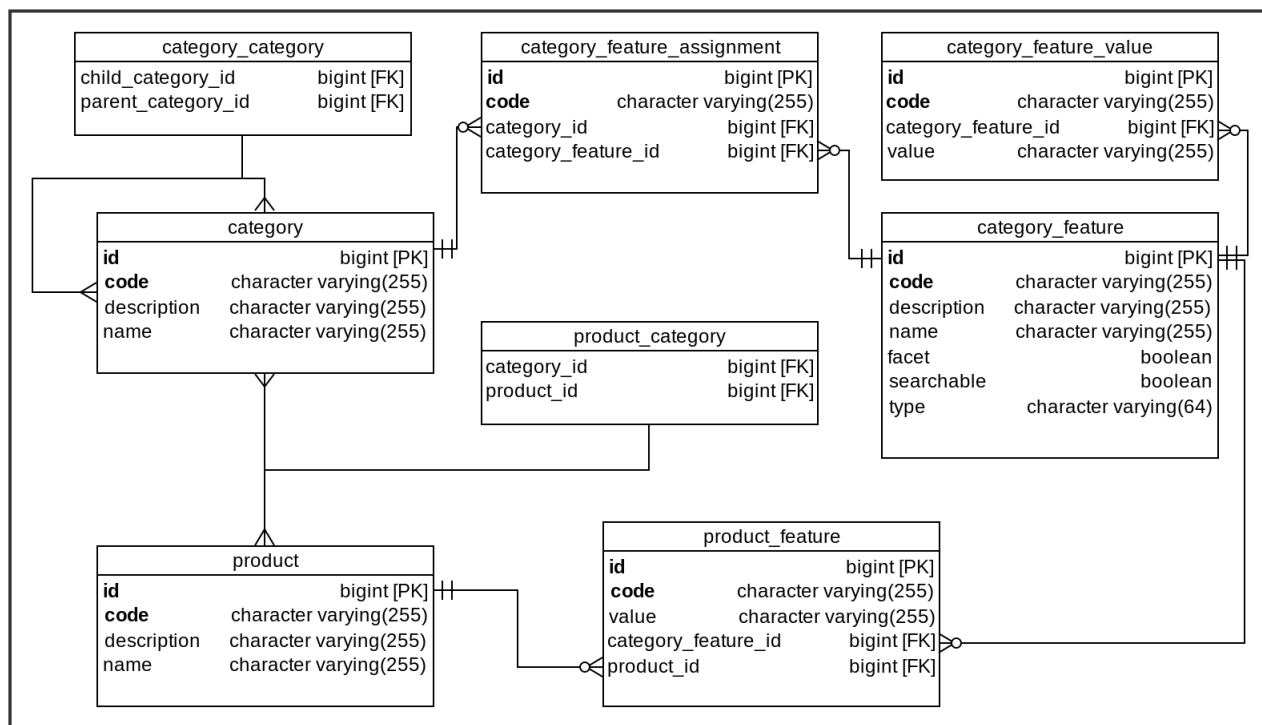 category_category
child_category_id bigint [FK]
parent_category_id bigint [FK]
category_feature_assignment
id bigint [PK]
code character varying(255)
category_id bigint [FK]
category_feature_id bigint [FK]
category_feature_value
id bigint [PK]
code character varying(255)
category_feature_id bigint [FK]
value character varying(255)
category
id bigint [PK]
code character varying(255)
description character varying(255)
name character varying(255)
category_feature
id bigint [PK]
code character varying(255)
description character varying(255)
name character varying(255)
facet boolean
searchable boolean
type character varying(64)
product_category
category_id bigint [FK]
product_id bigint [FK]
product
id bigint [PK]
code character varying(255)
description character varying(255)
name character varying(255)
product_feature
id bigint [PK]
code character varying(255)
value character varying(255)
category_feature_id bigint [FK]
product_id bigint [FK]